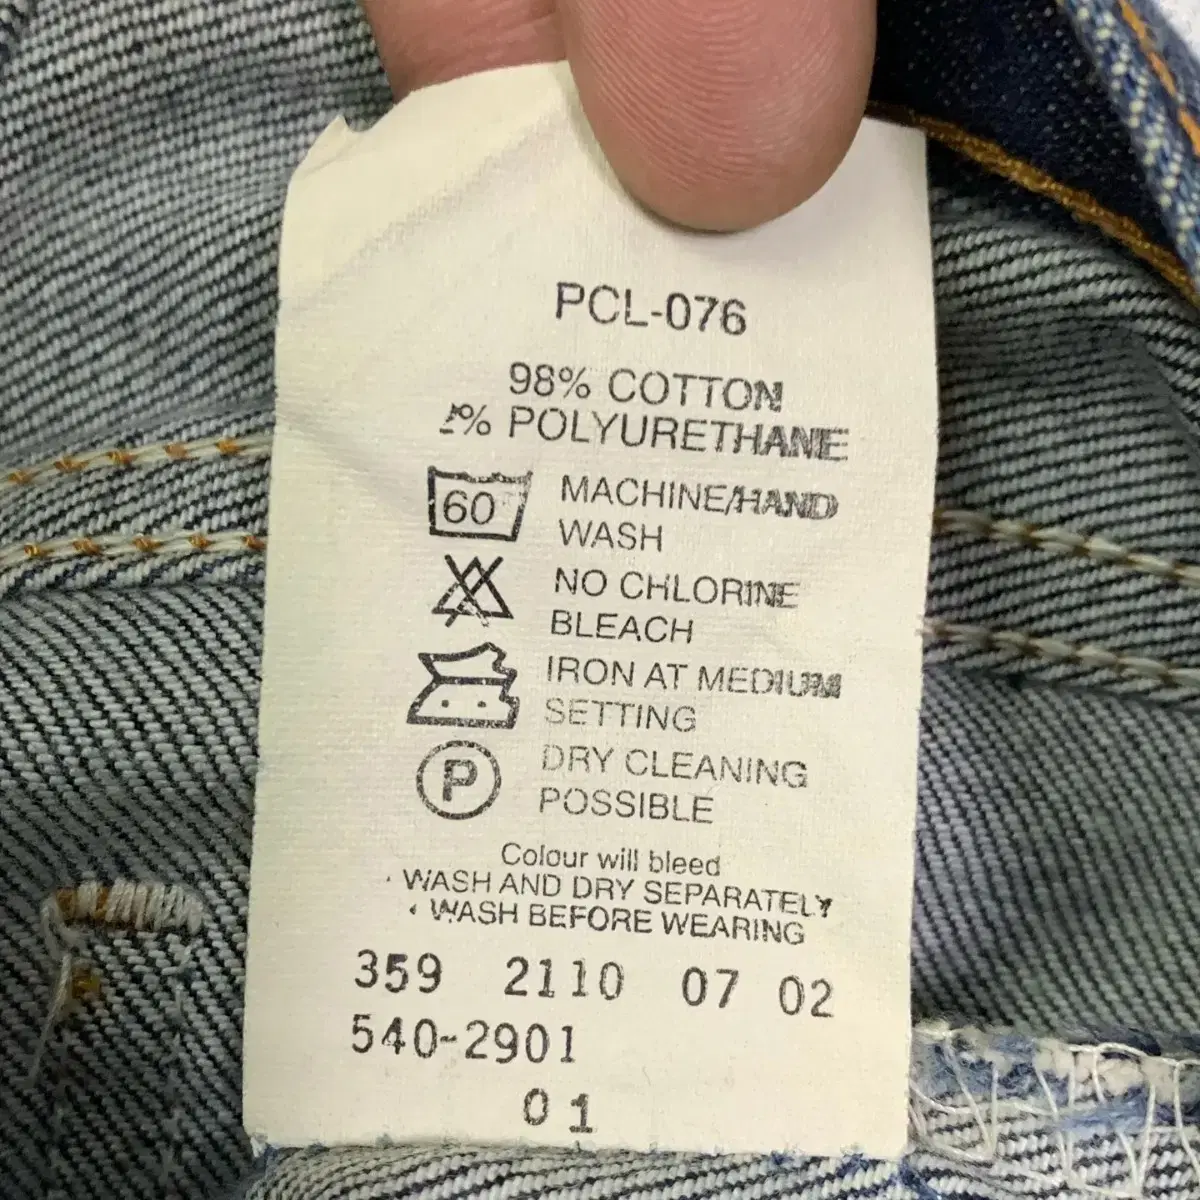 PCL-076
98% COTTON
% POLYURETHANE
60
MACHINE/HAND
WASH
NO CHLORINE
BLEACH
IRON AT MEDIUM
SETTING
P
DRY CLEANING
POSSIBLE
Colour will bleed
· WASH AND DRY SEPARATELY
· WASH BEFORE WEARING
359 2110 07 02
540-2901
01